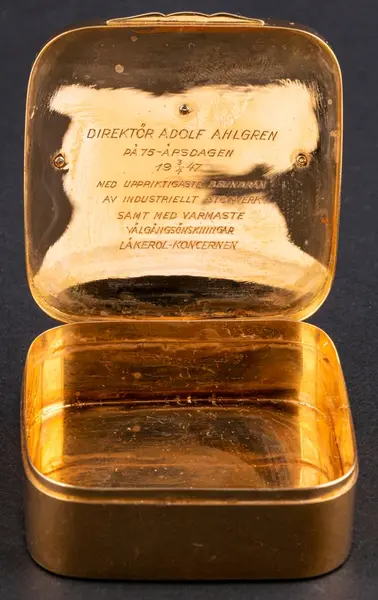 DIREKTÖR ADOLF AHLGREN
PÅ 75-ÅRSDAGEN
19 3/4 47
MED UPPRIKTIGASTE BEUNDRAN
AV INDUSTRIELLT STORVERK
SAMT MED VARMASTE
VÄLGÅNGSÖNSKNINGAR
LÄKEROL-KONCERNEN